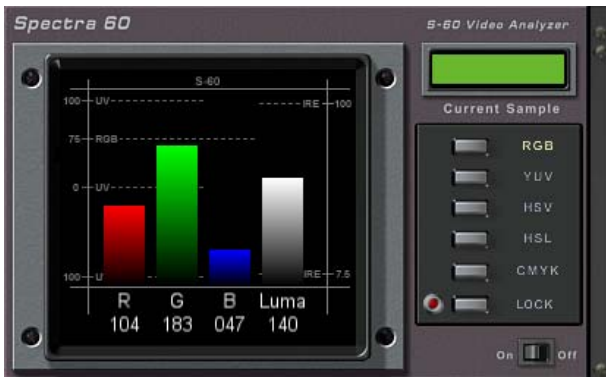 Spectra 60
S-60 Video Analyzer
S-60
100 UV
IRE 100
75 RGB
0 UV
100 U
IRE 7.5
R G B Luma
104 183 047 140
Current Sample
RGB
YUV
HSV
HSL
CMYK
LOCK
On Off